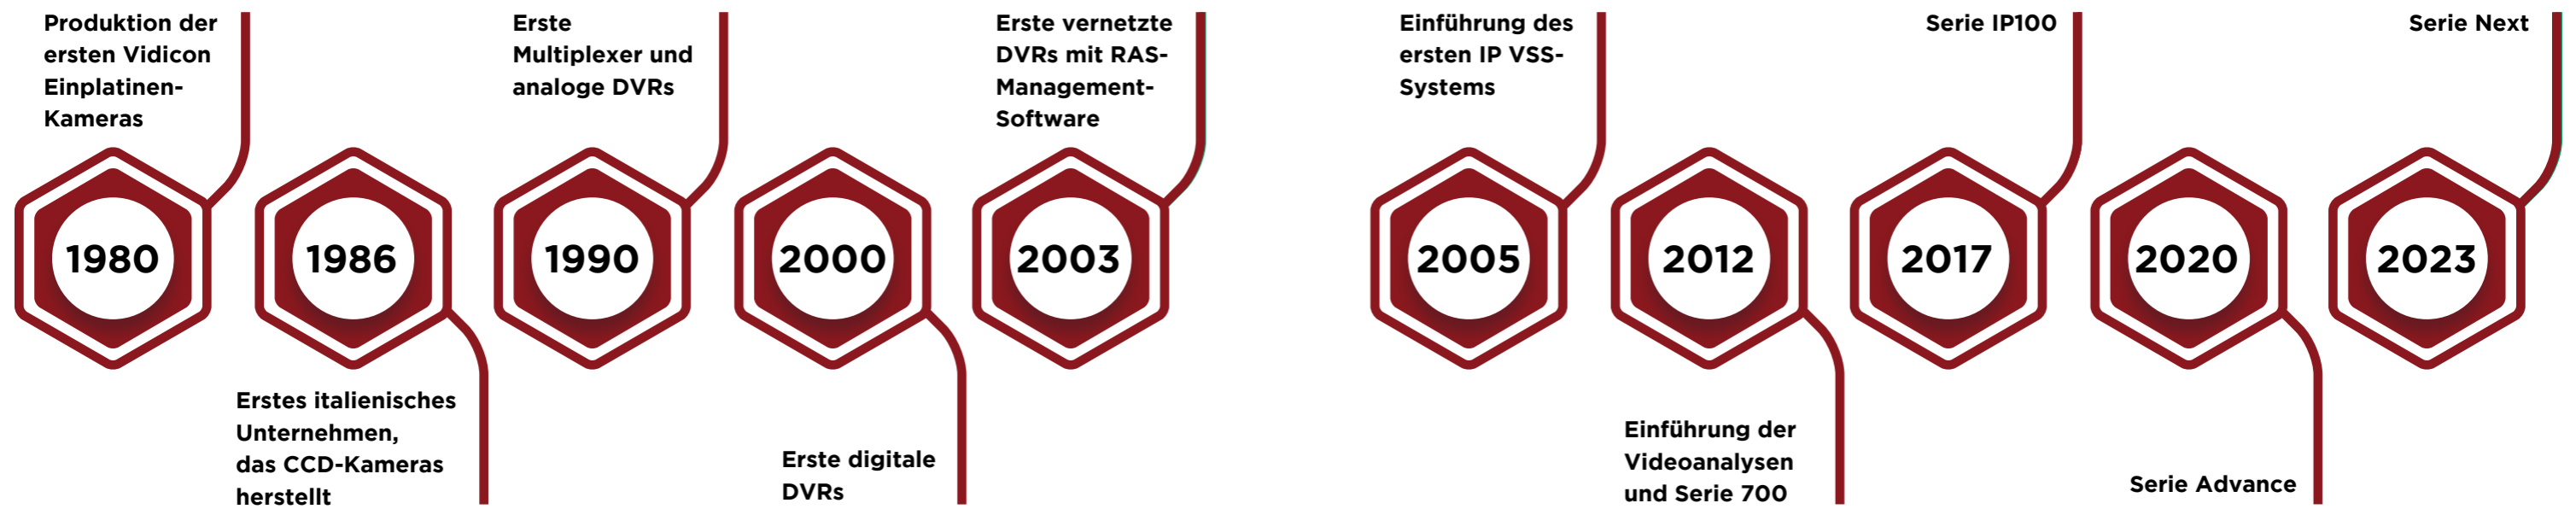 Produktion der
ersten Vidicon
Einplatinen-
Kameras
1980
1986
Erstes italienisches
Unternehmen,
das CCD-Kameras
herstellt
Erste
Multiplexer und
analoge DVRs
1990
2000
Erste digitale
DVRs
Erste vernetzte
DVRs mit RAS-
Management-
Software
2003
Einführung des
ersten IP VSS-
Systems
2005
2012
Einführung der
Videoanalysen
und Serie 700
Serie IP100
2017
2020
Serie Advance
Serie Next
2023